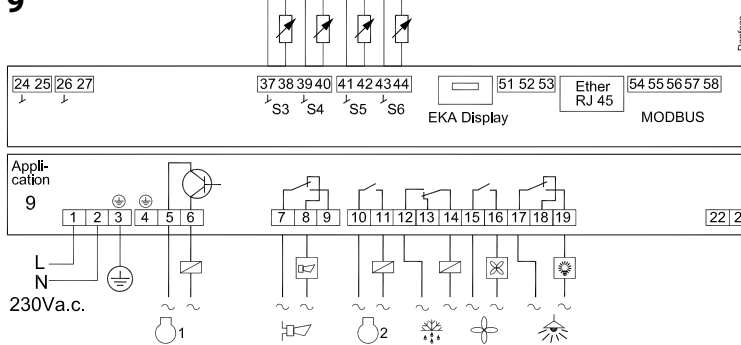 9
Danfoss
24 25 26 27 37 38 39 40 41 42 43 44 51 52 53 Ether 54 55 56 57 58
RJ 45
S3 S4 S5 S6
EKA Display MODBUS
Appli-
cation
9
1 2 3 4 5 6 7 8 9 10 11 12 13 14 15 16 17 18 19 22
L
N
230Va.c.
1 2